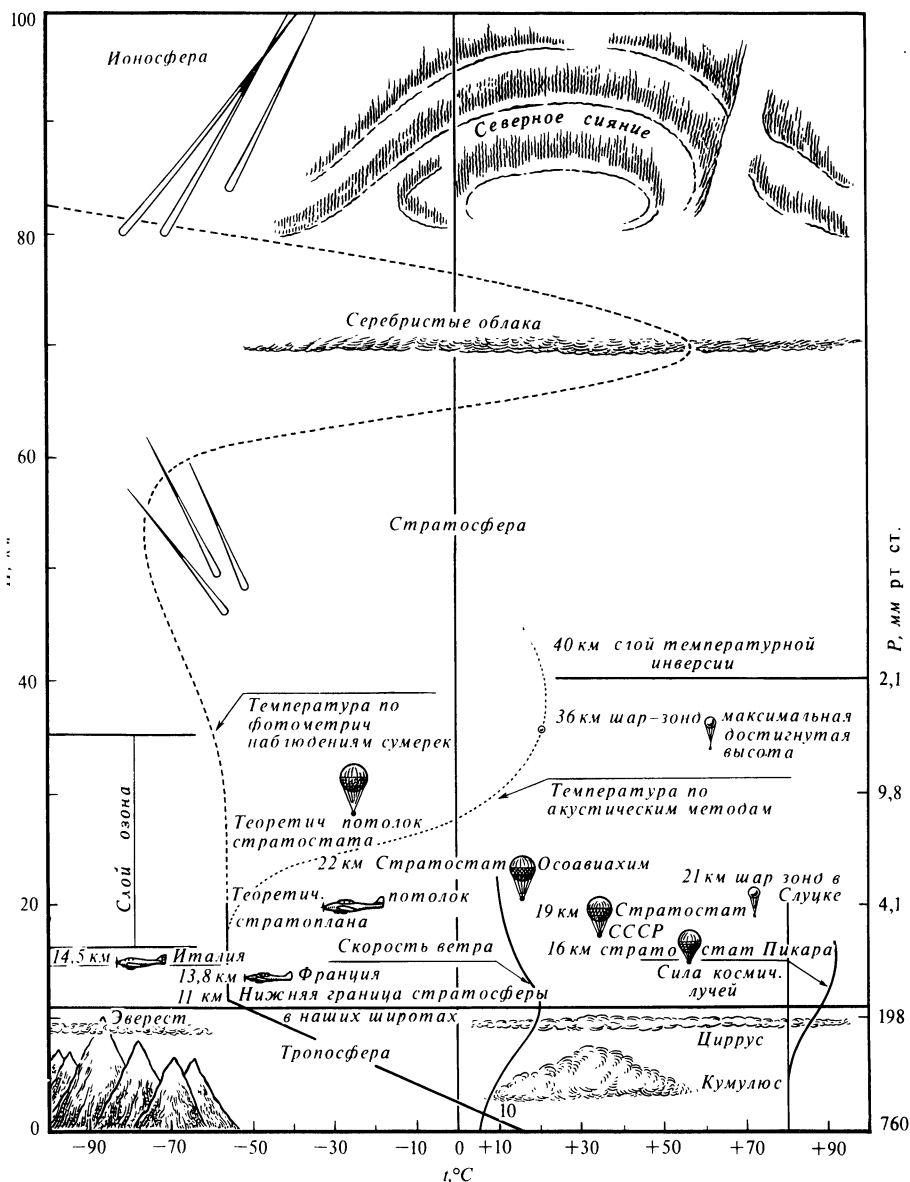 100
Ионосфера
Северное сияние
80
Серебристые облака
60
Стратосфера
P, мм рт ст.
40 км слой температурной
инверсии
40
2,1
Температура по
фотометрич
наблюдениям сумерек
36 км шар-зонд
максимальная
достигнутая
высота
Температура по
акустическим методам
9,8
Слой озона
Теоретич потолок
стратостата
22 км Стратостат Осоавиахим
21 км шар зонд в
Слуцке
Теоретич. потолок
стратоплана
20
4,1
19 км Стратостат
СССР
Скорость ветра
16 км стратостат Пикара
Сила космич.
лучей
14,5 км Италия
13,8 км Франция
11 км Нижняя граница стратосферы
в наших широтах
198
Эверест
Циррус
Тропосфера
Кумулюс
10
0
760
−90 −70 −50 −30 −10 0 +10 +30 +50 +70 +90
t,°C